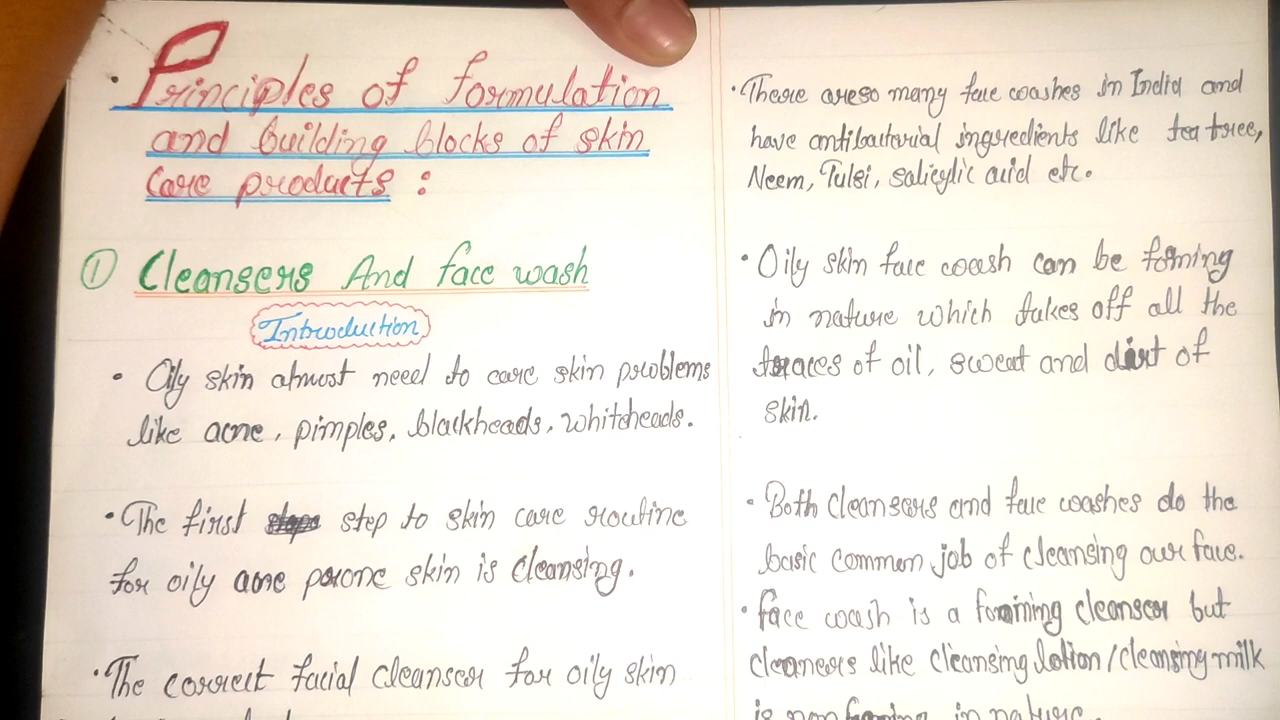 Principles of formulation
and building blocks of skin
care products :
① Cleansers And face wash
Introduction
• Oily skin atmost need to care skin problems
like acne, pimples, blackheads, whiteheads.
• The first step to skin care routine
for oily acne prone skin is cleansing.
• The correct facial cleanser for oily skin
• There are so many face washes in India and
have antibacterial ingredients like tea tree,
Neem, Tulsi, salicylic acid etc.
• Oily skin face wash can be foming
in nature which takes off all the
traces of oil, sweat and dirt of
skin.
• Both cleansers and face washes do the
basic common job of cleansing our face.
• face wash is a foaming cleanser but
cleaners like cleansing lotion/cleansing milk
is non foaming in nature.